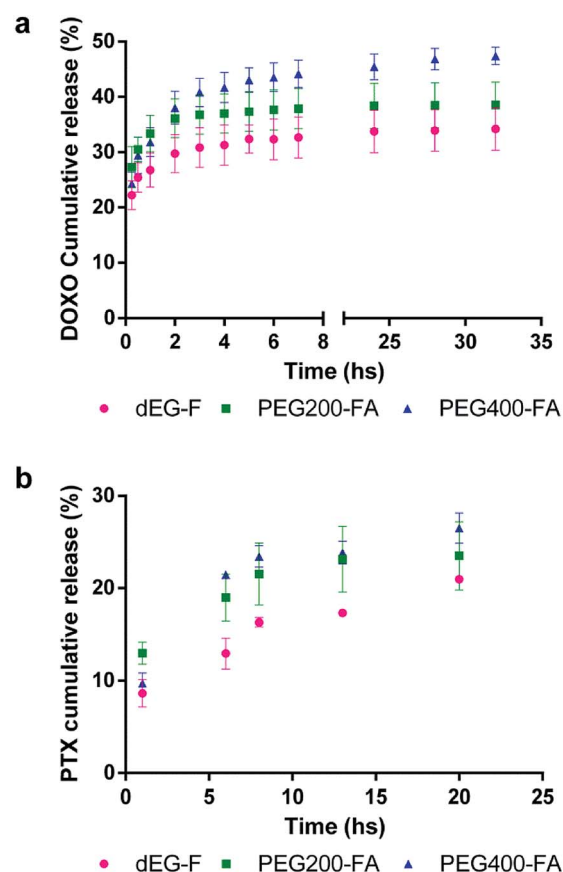 a
DOXO Cumulative release (%)
50
40
30
20
10
0
0 2 4 6 8 25 30 35
Time (hs)
dEG-F PEG200-FA PEG400-FA
b
PTX cumulative release (%)
30
20
10
0
0 5 10 15 20 25
Time (hs)
dEG-F PEG200-FA PEG400-FA